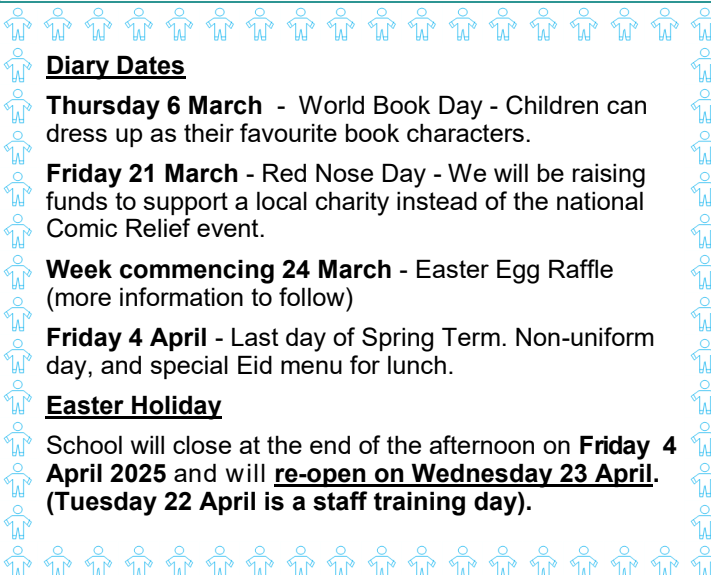 Diary Dates
Thursday 6 March - World Book Day - Children can
dress up as their favourite book characters.
Friday 21 March - Red Nose Day - We will be raising
funds to support a local charity instead of the national
Comic Relief event.
Week commencing 24 March - Easter Egg Raffle
(more information to follow)
Friday 4 April - Last day of Spring Term. Non-uniform
day, and special Eid menu for lunch.
Easter Holiday
School will close at the end of the afternoon on Friday 4
April 2025 and will re-open on Wednesday 23 April.
(Tuesday 22 April is a staff training day).